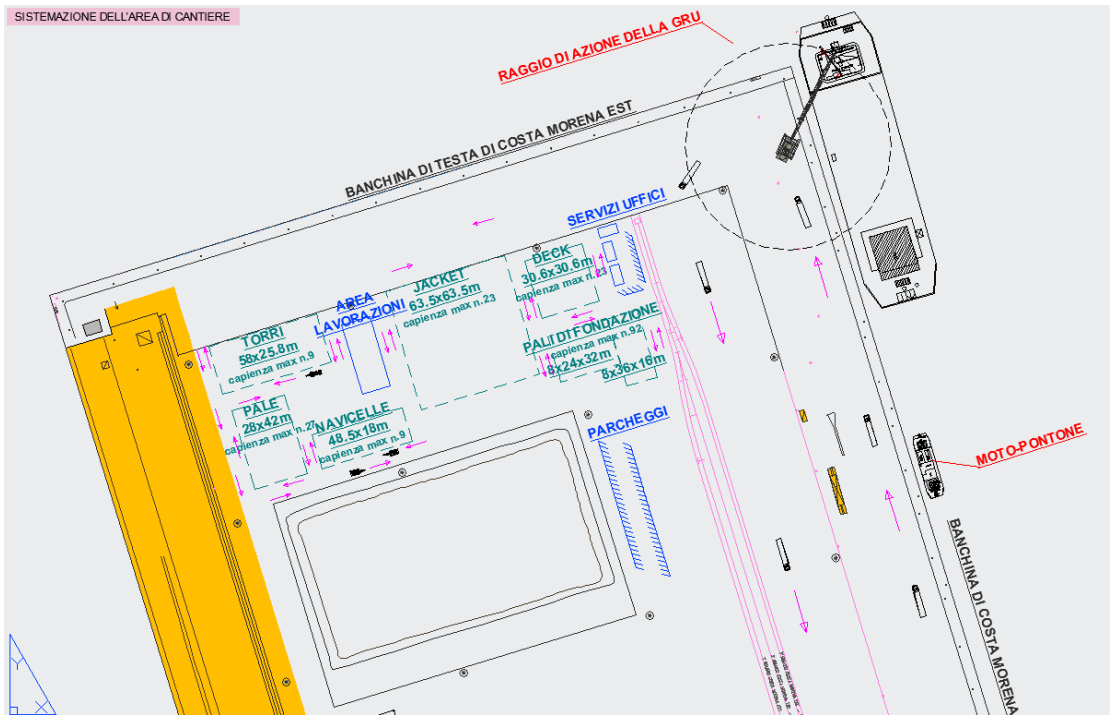 SISTEMAZIONE DELL'AREA DI CANTIERE
RAGGIO DI AZIONE DELLA GRU
BANCHINA DI TESTA DI COSTA MORENA EST
SERVIZI UFFICI
DECK
30.6x30.6m
capienza max n.23
JACKET
63.5x63.5m
capienza max n.23
AREA
LAVORAZIONI
TORRI
58x25.8m
capienza max n.9
PALI DI FONDAZIONE
capienza max n.92
8x24x32m
8x36x16m
PALE
28x42m
capienza max n.27
NAVICELLE
48.5x18m
capienza max n.9
PARCHEGGI
MOTO-PONTONE
BANCHINA DI COSTA MORENA
Y
X